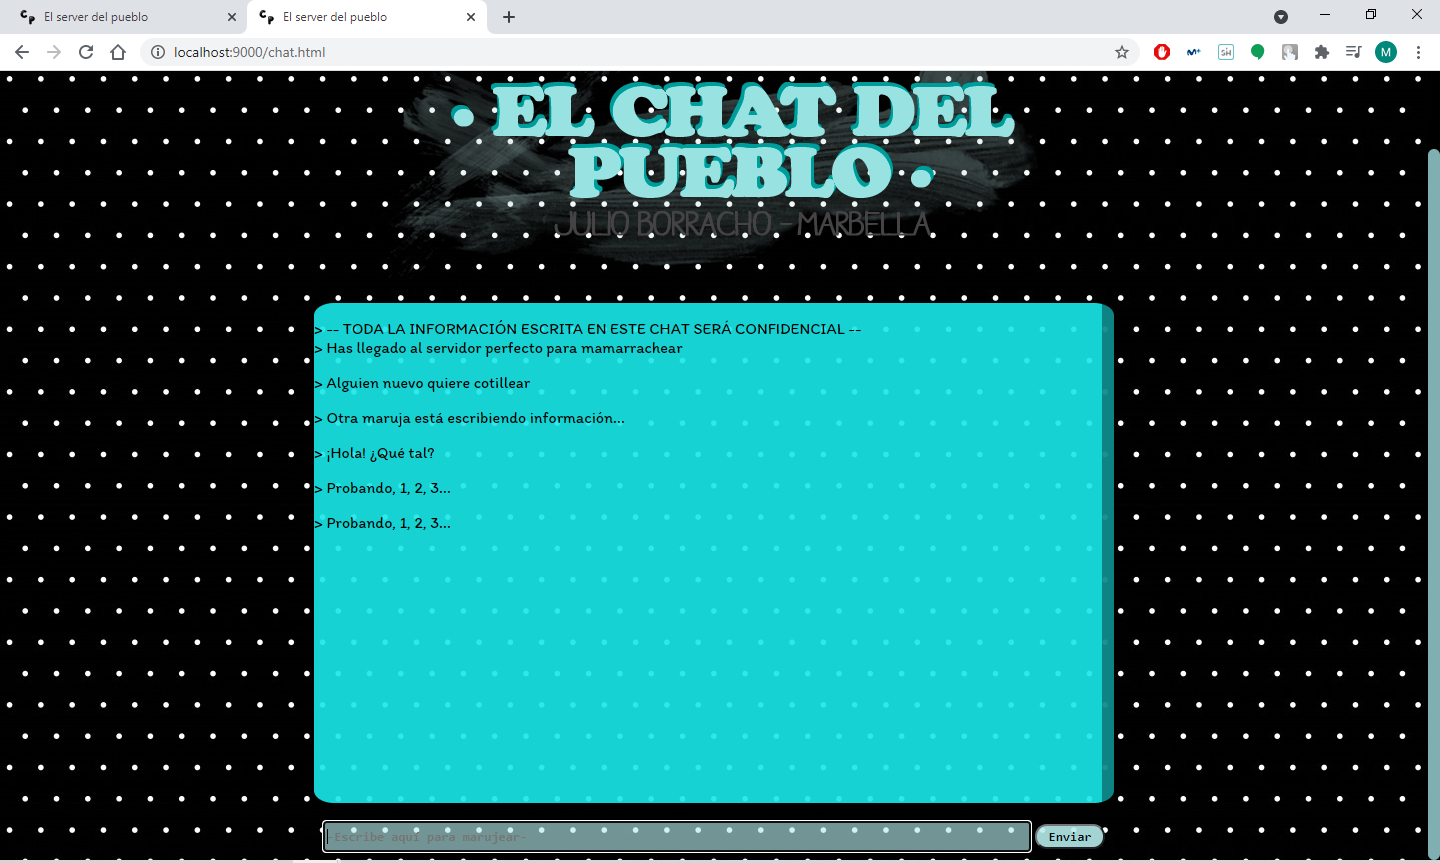 El server del pueblo
El server del pueblo
localhost:9000/chat.html
M
• EL CHAT DEL
PUEBLO •
JULIO BORRACHO - MARBELLA
> -- TODA LA INFORMACIÓN ESCRITA EN ESTE CHAT SERÁ CONFIDENCIAL --
> Has llegado al servidor perfecto para mamarrachear
> Alguien nuevo quiere cotillear
> Otra maruja está escribiendo información...
> ¡Hola! ¿Qué tal?
> Probando, 1, 2, 3...
> Probando, 1, 2, 3...
-Escribe aquí para marujear-
Enviar